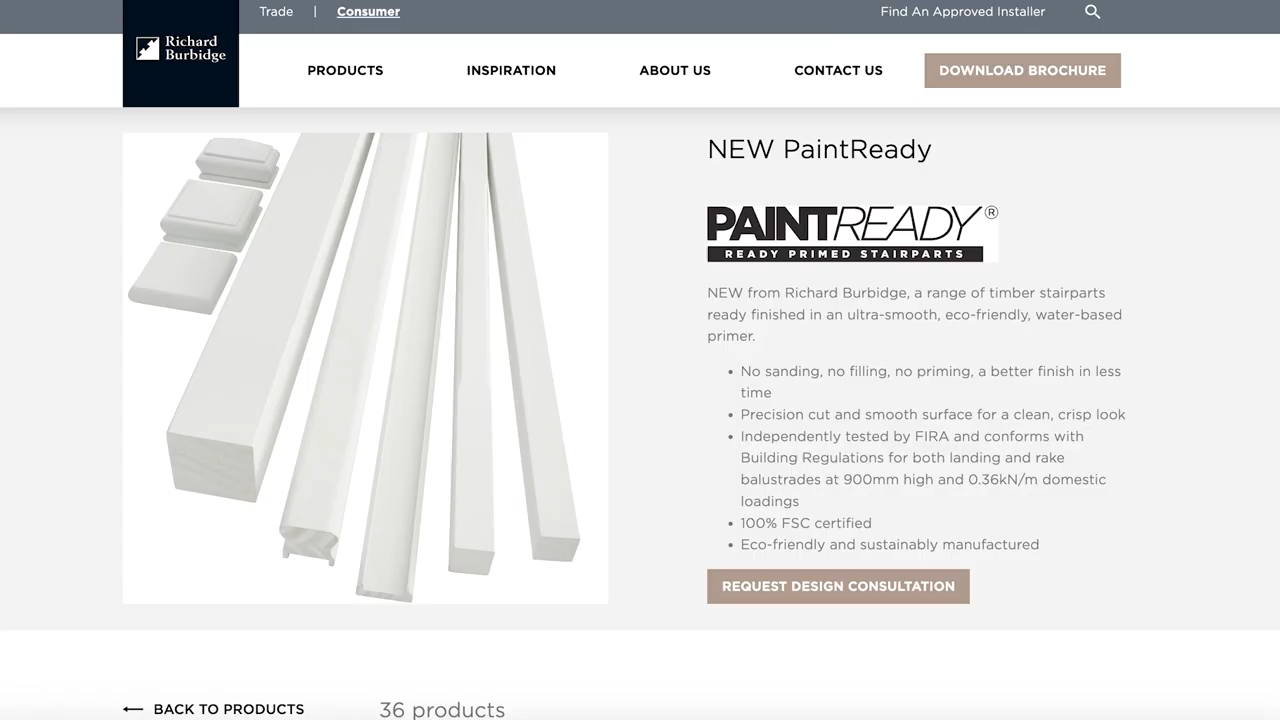 Trade | Consumer
Find An Approved Installer
Richard
Burbidge
PRODUCTS
INSPIRATION
ABOUT US
CONTACT US
DOWNLOAD BROCHURE
NEW PaintReady
PAINTREADY®
READY PRIMED STAIRPARTS
NEW from Richard Burbidge, a range of timber stairparts
ready finished in an ultra-smooth, eco-friendly, water-based
primer.
• No sanding, no filling, no priming, a better finish in less
time
• Precision cut and smooth surface for a clean, crisp look
• Independently tested by FIRA and conforms with
Building Regulations for both landing and rake
balustrades at 900mm high and 0.36kN/m domestic
loadings
• 100% FSC certified
• Eco-friendly and sustainably manufactured
REQUEST DESIGN CONSULTATION
BACK TO PRODUCTS
36 products